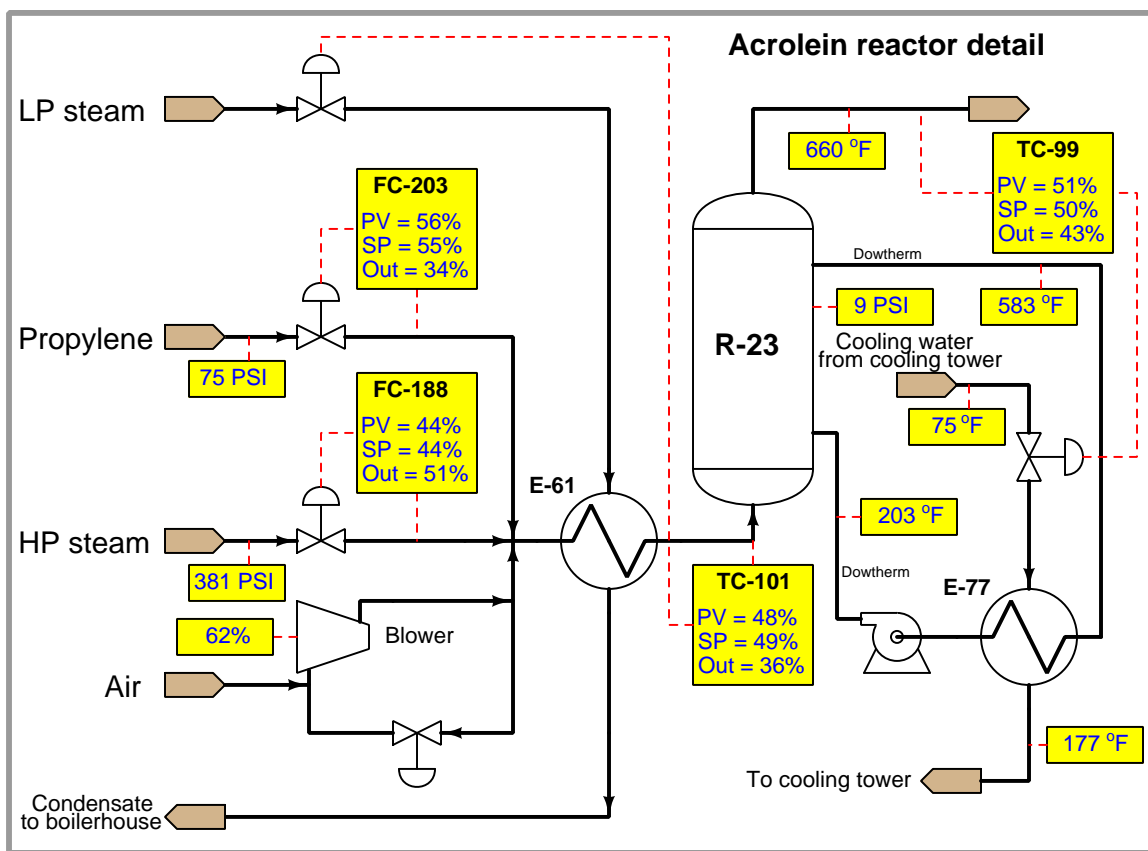 Acrolein reactor detail
LP steam
660 °F
TC-99
PV = 51%
SP = 50%
Out = 43%
FC-203
PV = 56%
SP = 55%
Out = 34%
Dowtherm
583 °F
9 PSI
Propylene
75 PSI
R-23
Cooling water
from cooling tower
75 °F
FC-188
PV = 44%
SP = 44%
Out = 51%
E-61
HP steam
381 PSI
203 °F
Dowtherm
TC-101
PV = 48%
SP = 49%
Out = 36%
E-77
62%
Blower
Air
177 °F
To cooling tower
Condensate
to boilerhouse